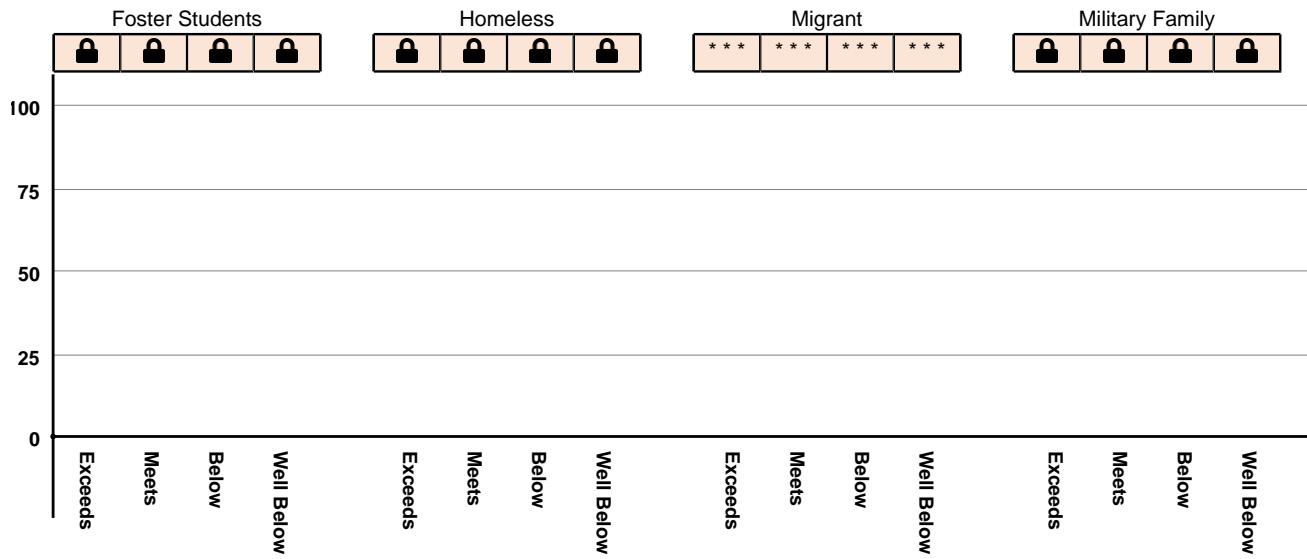 Foster Students Homeless Migrant Military Family
* * * * * * * * * * * *
100
75
50
25
0
Exceeds Meets Below Well Below Exceeds Meets Below Well Below Exceeds Meets Below Well Below Exceeds Meets Below Well Below